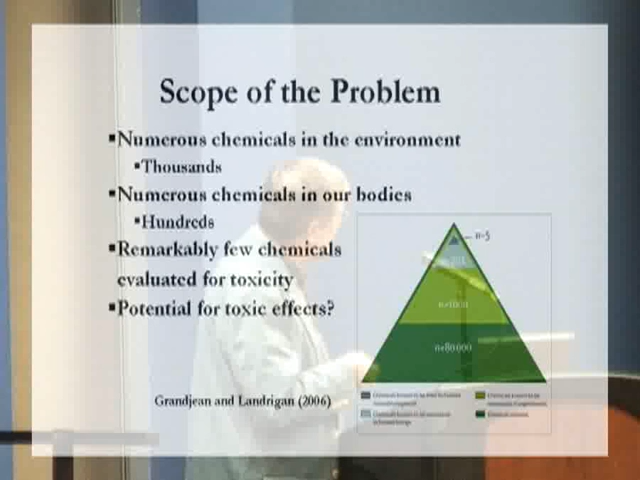 Scope of the Problem
▪Numerous chemicals in the environment
▪Thousands
▪Numerous chemicals in our bodies
▪Hundreds
▪Remarkably few chemicals
evaluated for toxicity
▪Potential for toxic effects?
n=5
n=1000
n=80 000
Grandjean and Landrigan (2006)